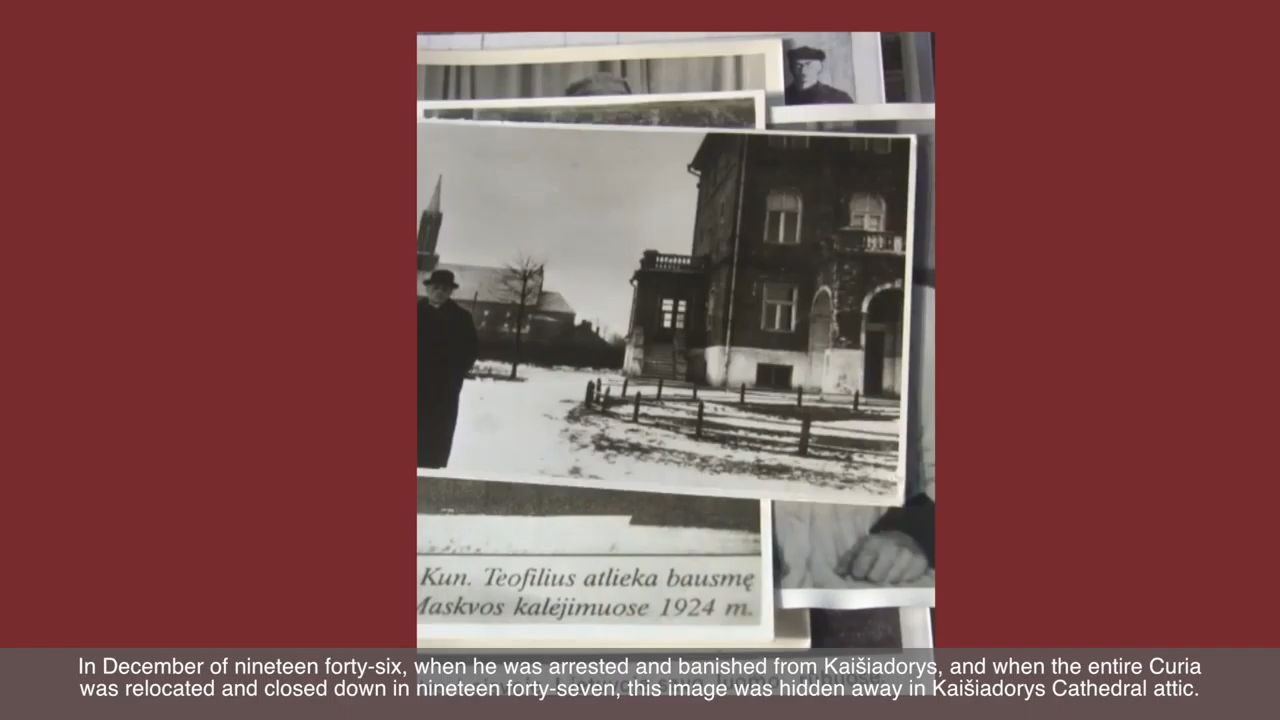 Kun. Teofilius atlieka bausmę
Maskvos kalėjimuose 1924 m.
In December of nineteen forty-six, when he was arrested and banished from Kaišiadorys, and when the entire Curia
was relocated and closed down in nineteen forty-seven, this image was hidden away in Kaišiadorys Cathedral attic.